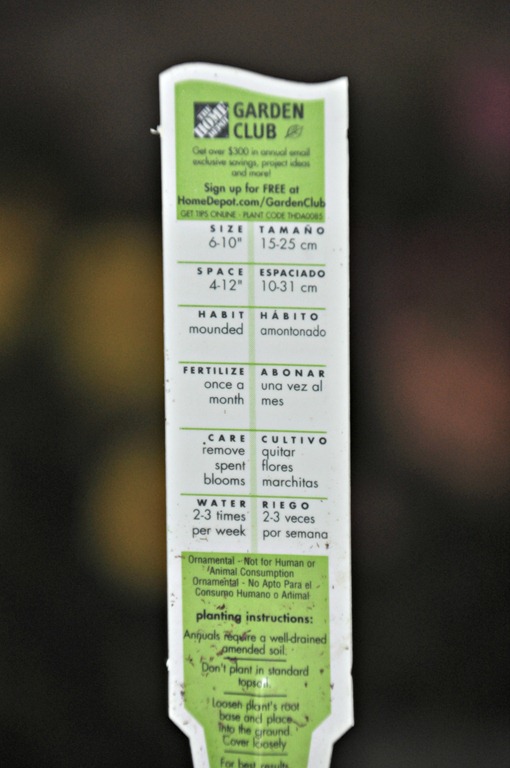 THE HOME DEPOT
GARDEN CLUB
Get over $300 in annual email
exclusive savings, project ideas
and more!
Sign up for FREE at
HomeDepot.com/GardenClub
GET TIPS ONLINE - PLANT CODE THDA0085
SIZE TAMAÑO
6-10" 15-25 cm
SPACE ESPACIADO
4-12" 10-31 cm
HABIT HÁBITO
mounded amontonado
FERTILIZE ABONAR
once a una vez al
month mes
CARE CULTIVO
remove quitar
spent flores
blooms marchitas
WATER RIEGO
2-3 times 2-3 veces
per week por semana
Ornamental - Not for Human or
Animal Consumption
Ornamental - No Apto Para el
Consumo Humano o Animal
planting instructions:
Annuals require a well-drained
amended soil.
Don't plant in standard
topsoil.
Loosen plant's root
base and place
into the ground.
Cover loosely
For best results